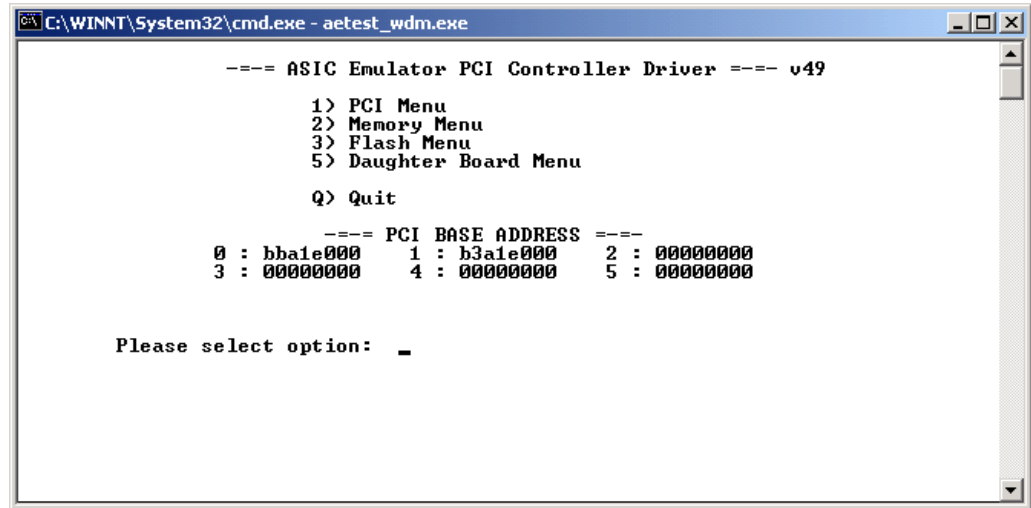 C:\WINNT\System32\cmd.exe - aetest_wdm.exe
-=-= ASIC Emulator PCI Controller Driver =-=- v49
1) PCI Menu
2) Memory Menu
3) Flash Menu
5) Daughter Board Menu
Q) Quit
-=-= PCI BASE ADDRESS =-=-
0 : bba1e000 1 : b3a1e000 2 : 00000000
3 : 00000000 4 : 00000000 5 : 00000000
Please select option: _